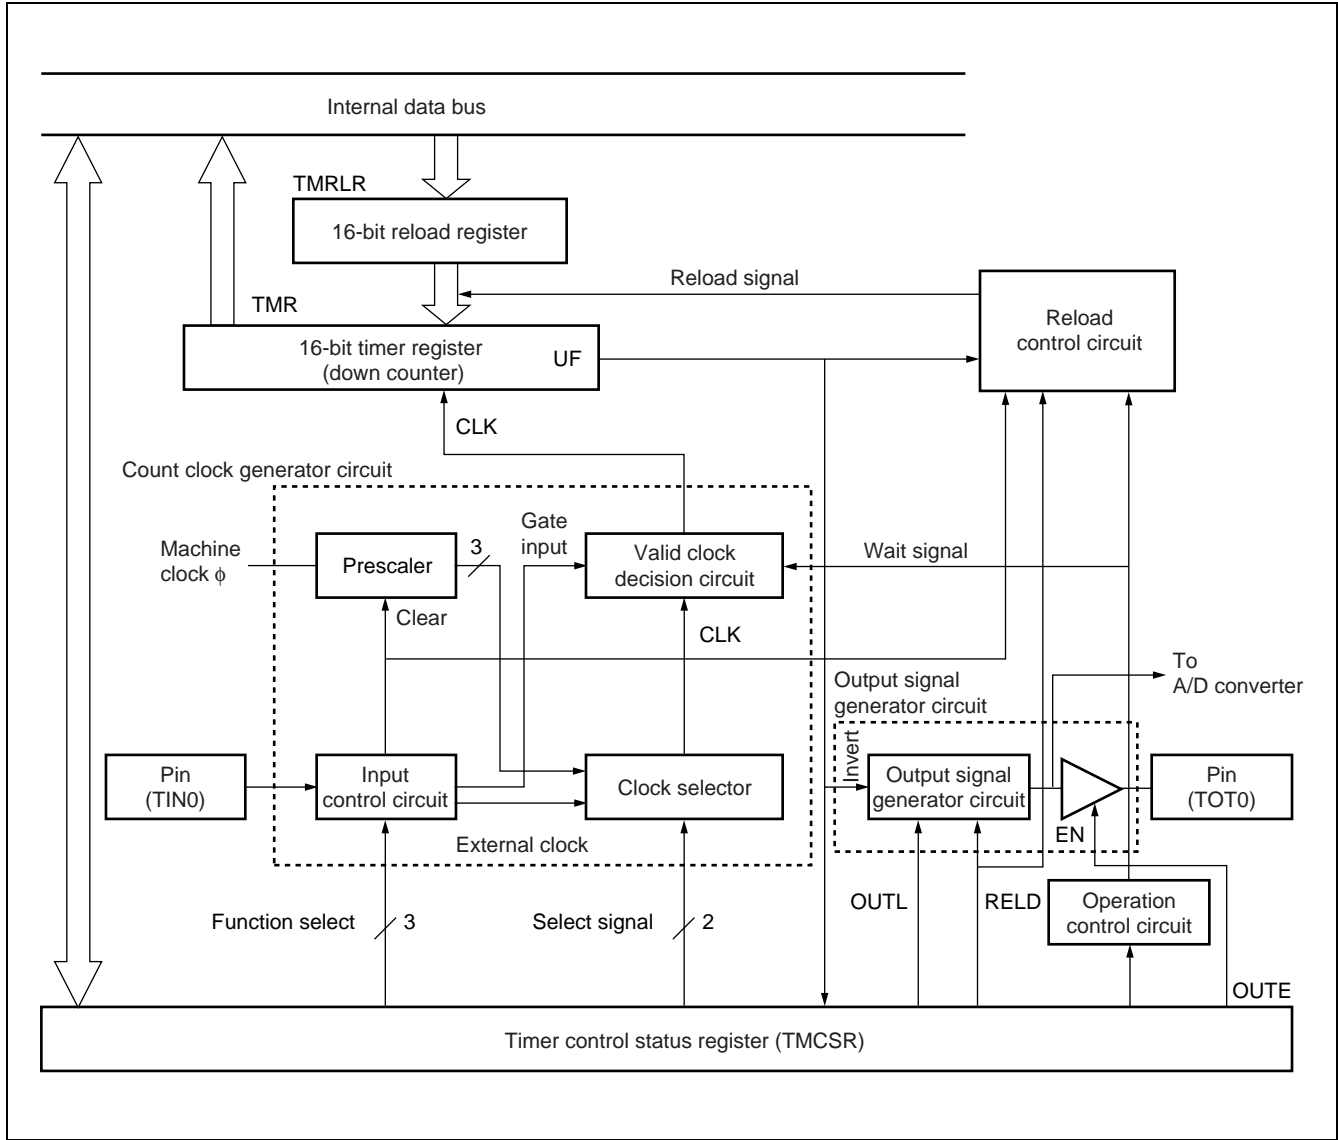 Internal data bus
TMRLR
16-bit reload register
Reload signal
TMR
Reload
control circuit
16-bit timer register
(down counter)
UF
CLK
Count clock generator circuit
Machine
clock ϕ
Prescaler
3
Gate
input
Valid clock
decision circuit
Wait signal
Clear
CLK
To
A/D converter
Output signal
generator circuit
Invert
Pin
(TIN0)
Input
control circuit
Clock selector
Output signal
generator circuit
Pin
(TOT0)
EN
External clock
OUTL
RELD
Operation
control circuit
Function select
3
Select signal
2
OUTE
Timer control status register (TMCSR)